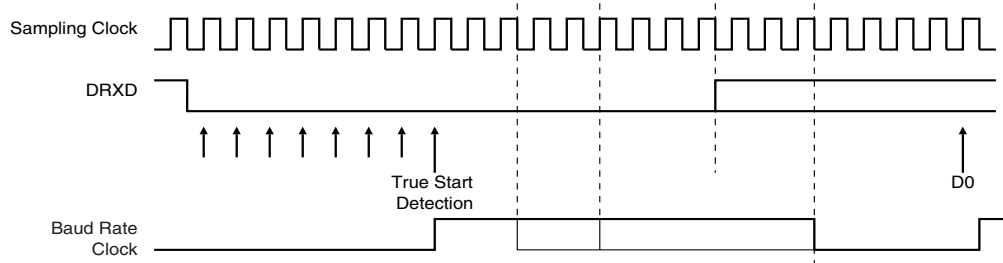 Sampling Clock
DRXD
True Start
Detection
D0
Baud Rate
Clock